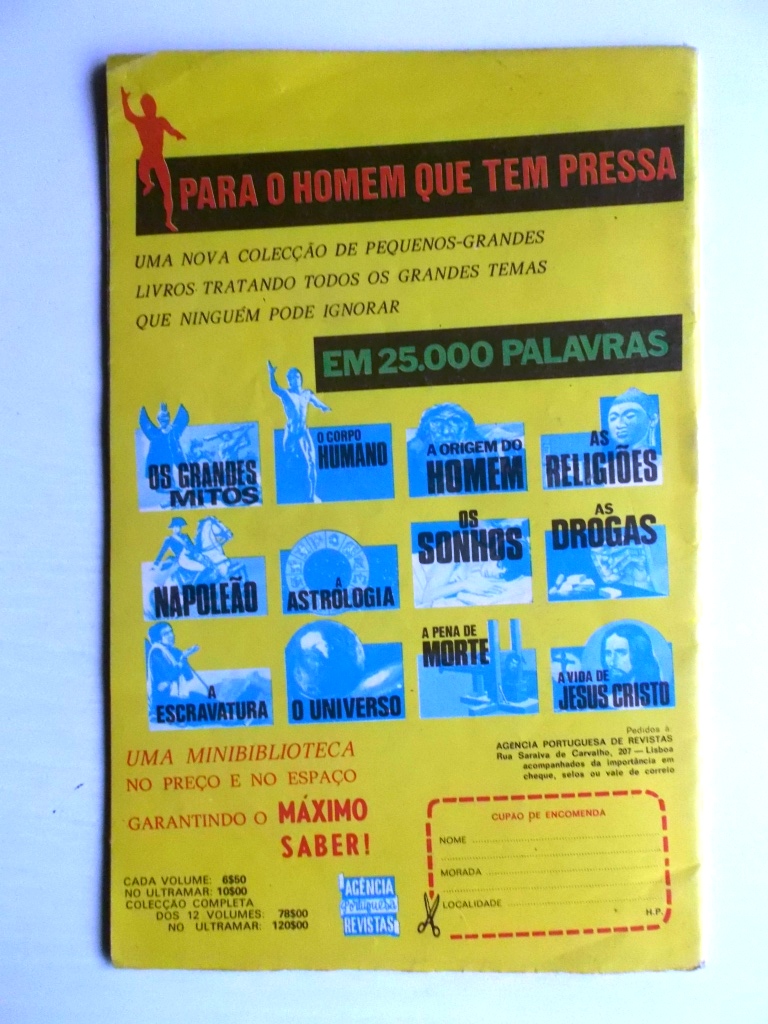 PARA O HOMEM QUE TEM PRESSA
UMA NOVA COLECÇÃO DE PEQUENOS-GRANDES
LIVROS TRATANDO TODOS OS GRANDES TEMAS
QUE NINGUÉM PODE IGNORAR
EM 25.000 PALAVRAS
OS GRANDES
MITOS
O CORPO
HUMANO
A ORIGEM DO
HOMEM
AS
RELIGIÕES
NAPOLEÃO
A
ASTROLOGIA
OS
SONHOS
AS
DROGAS
A
ESCRAVATURA
O UNIVERSO
A PENA DE
MORTE
A VIDA DE
JESUS CRISTO
UMA MINIBIBLIOTECA
NO PREÇO E NO ESPAÇO
GARANTINDO O MÁXIMO
SABER!
Pedidos à
AGENCIA PORTUGUESA DE REVISTAS
Rua Saraiva de Carvalho, 207 — Lisboa
acompanhados da importância em
cheque, selos ou vale de correio
CUPÃO DE ENCOMENDA
NOME
MORADA
LOCALIDADE
H.P.
CADA VOLUME: 6$50
NO ULTRAMAR: 10$00
COLECÇÃO COMPLETA
DOS 12 VOLUMES: 78$00
NO ULTRAMAR: 120$00
AGÊNCIA
Portuguesa
REVISTAS